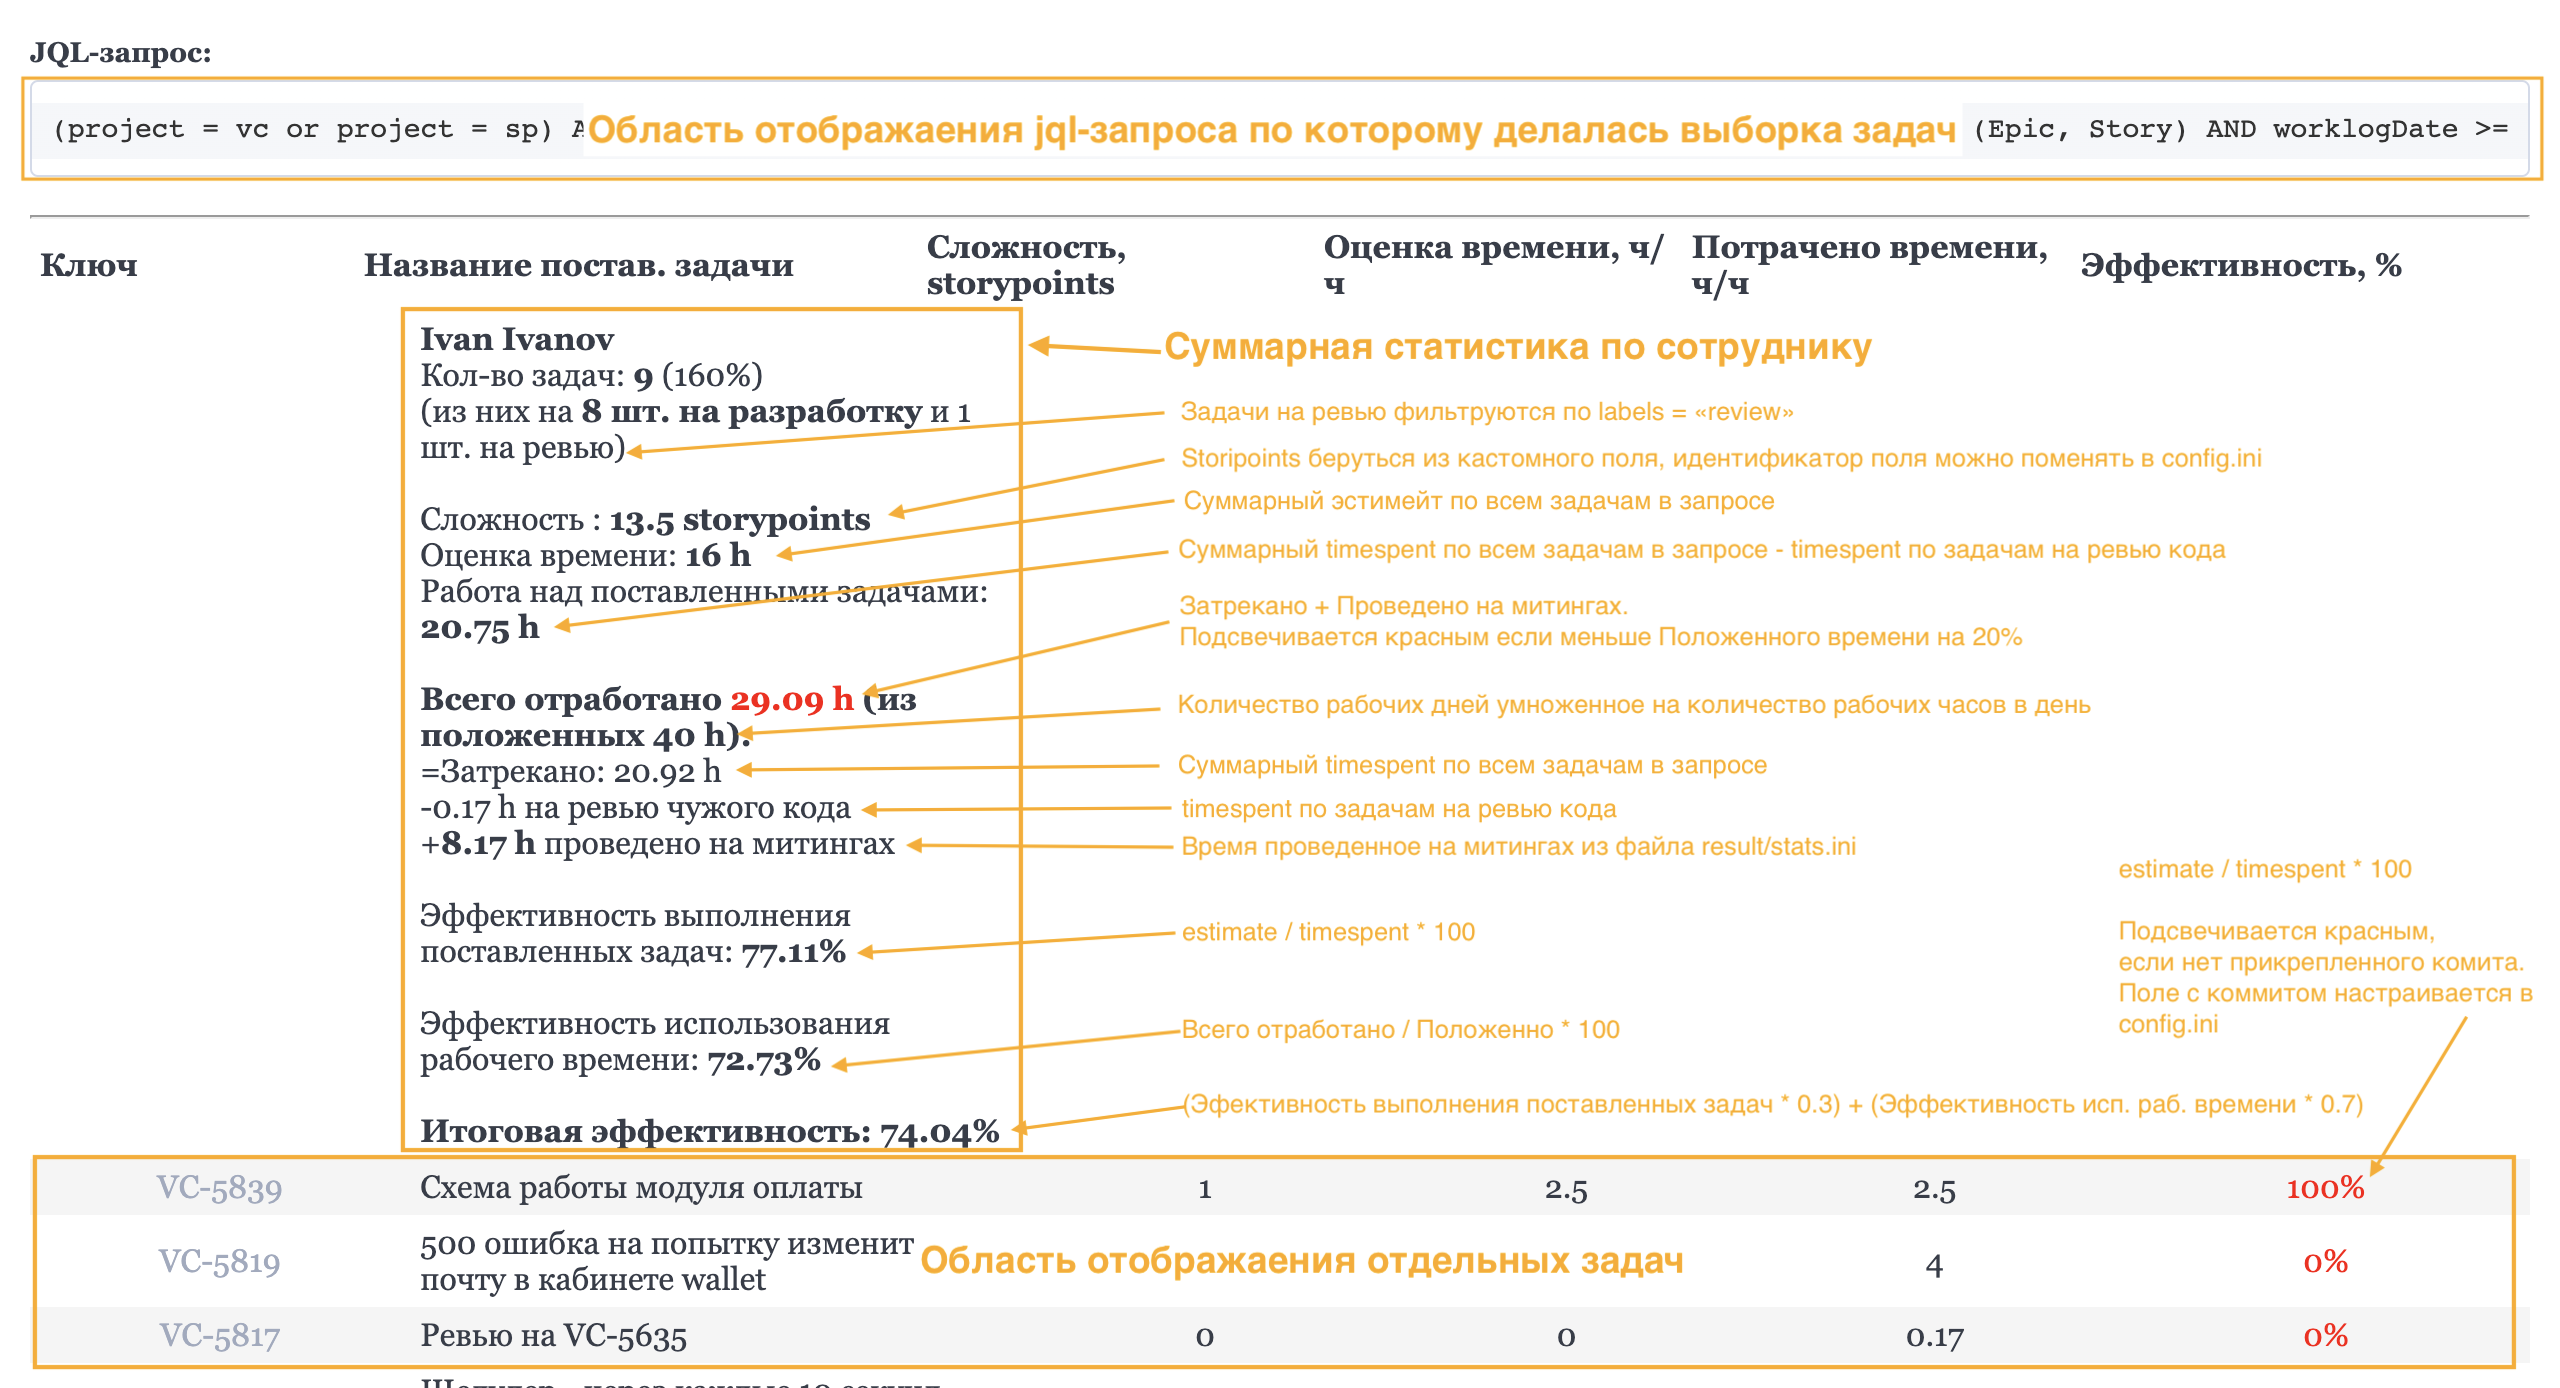 JQL-запрос:
(project = vc or project = sp) A
Область отображаения jql-запроса по которому делалась выборка задач
(Epic, Story) AND worklogDate >=
Ключ
Название постав. задачи
Сложность,
storypoints
Оценка времени, ч/
ч
Потрачено времени,
ч/ч
Эффективность, %
Ivan Ivanov
Кол-во задач: 9 (160%)
(из них на 8 шт. на разработку и 1
шт. на ревью)
Сложность : 13.5 storypoints
Оценка времени: 16 h
Работа над поставленными задачами:
20.75 h
Всего отработано 29.09 h (из
положенных 40 h).
=Затрекано: 20.92 h
-0.17 h на ревью чужого кода
+8.17 h проведено на митингах
Эффективность выполнения
поставленных задач: 77.11%
Эффективность использования
рабочего времени: 72.73%
Итоговая эффективность: 74.04%
Суммарная статистика по сотруднику
Задачи на ревью фильтруются по labels = «review»
Storipoints беруться из кастомного поля, идентификатор поля можно поменять в config.ini
Суммарный эстимейт по всем задачам в запросе
Суммарный timespent по всем задачам в запросе - timespent по задачам на ревью кода
Затрекано + Проведено на митингах.
Подсвечивается красным если меньше Положенного времени на 20%
Количество рабочих дней умноженное на количество рабочих часов в день
Суммарный timespent по всем задачам в запросе
timespent по задачам на ревью кода
Время проведенное на митингах из файла result/stats.ini
estimate / timespent * 100
Всего отработано / Положенно * 100
(Эфективность выполнения поставленных задач * 0.3) + (Эффективность исп. раб. времени * 0.7)
estimate / timespent * 100
Подсвечивается красным,
если нет прикрепленного комита.
Поле с коммитом настраивается в
config.ini
VC-5839 Схема работы модуля оплаты 1 2.5 2.5 100%
500 ошибка на попытку изменит
VC-5819 почту в кабинете wallet Область отображаения отдельных задач 4 0%
VC-5817 Ревью на VC-5635 0 0 0.17 0%